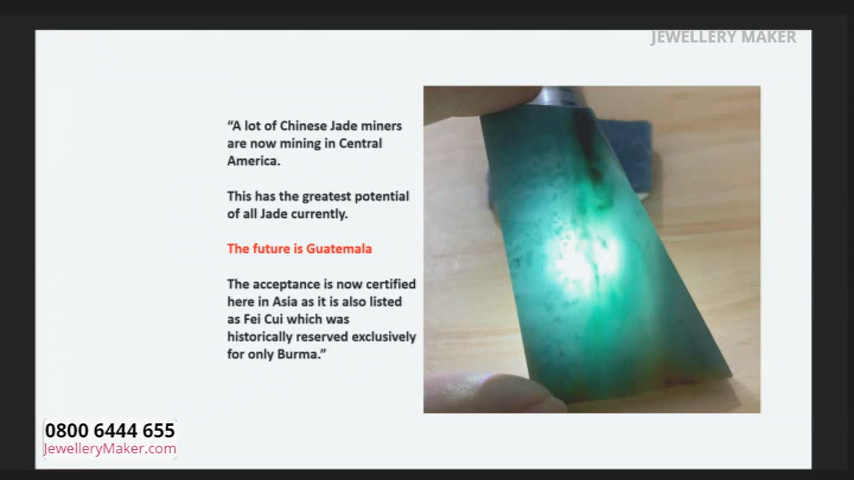 JEWELLERY MAKER
“A lot of Chinese Jade miners
are now mining in Central
America.
This has the greatest potential
of all Jade currently.
The future is Guatemala
The acceptance is now certified
here in Asia as it is also listed
as Fei Cui which was
historically reserved exclusively
for only Burma.”
0800 6444 655
JewelleryMaker.com